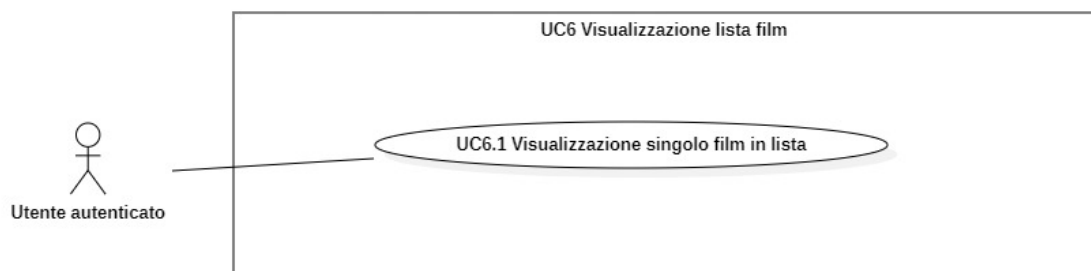 UC6 Visualizzazione lista film
UC6.1 Visualizzazione singolo film in lista
Utente autenticato